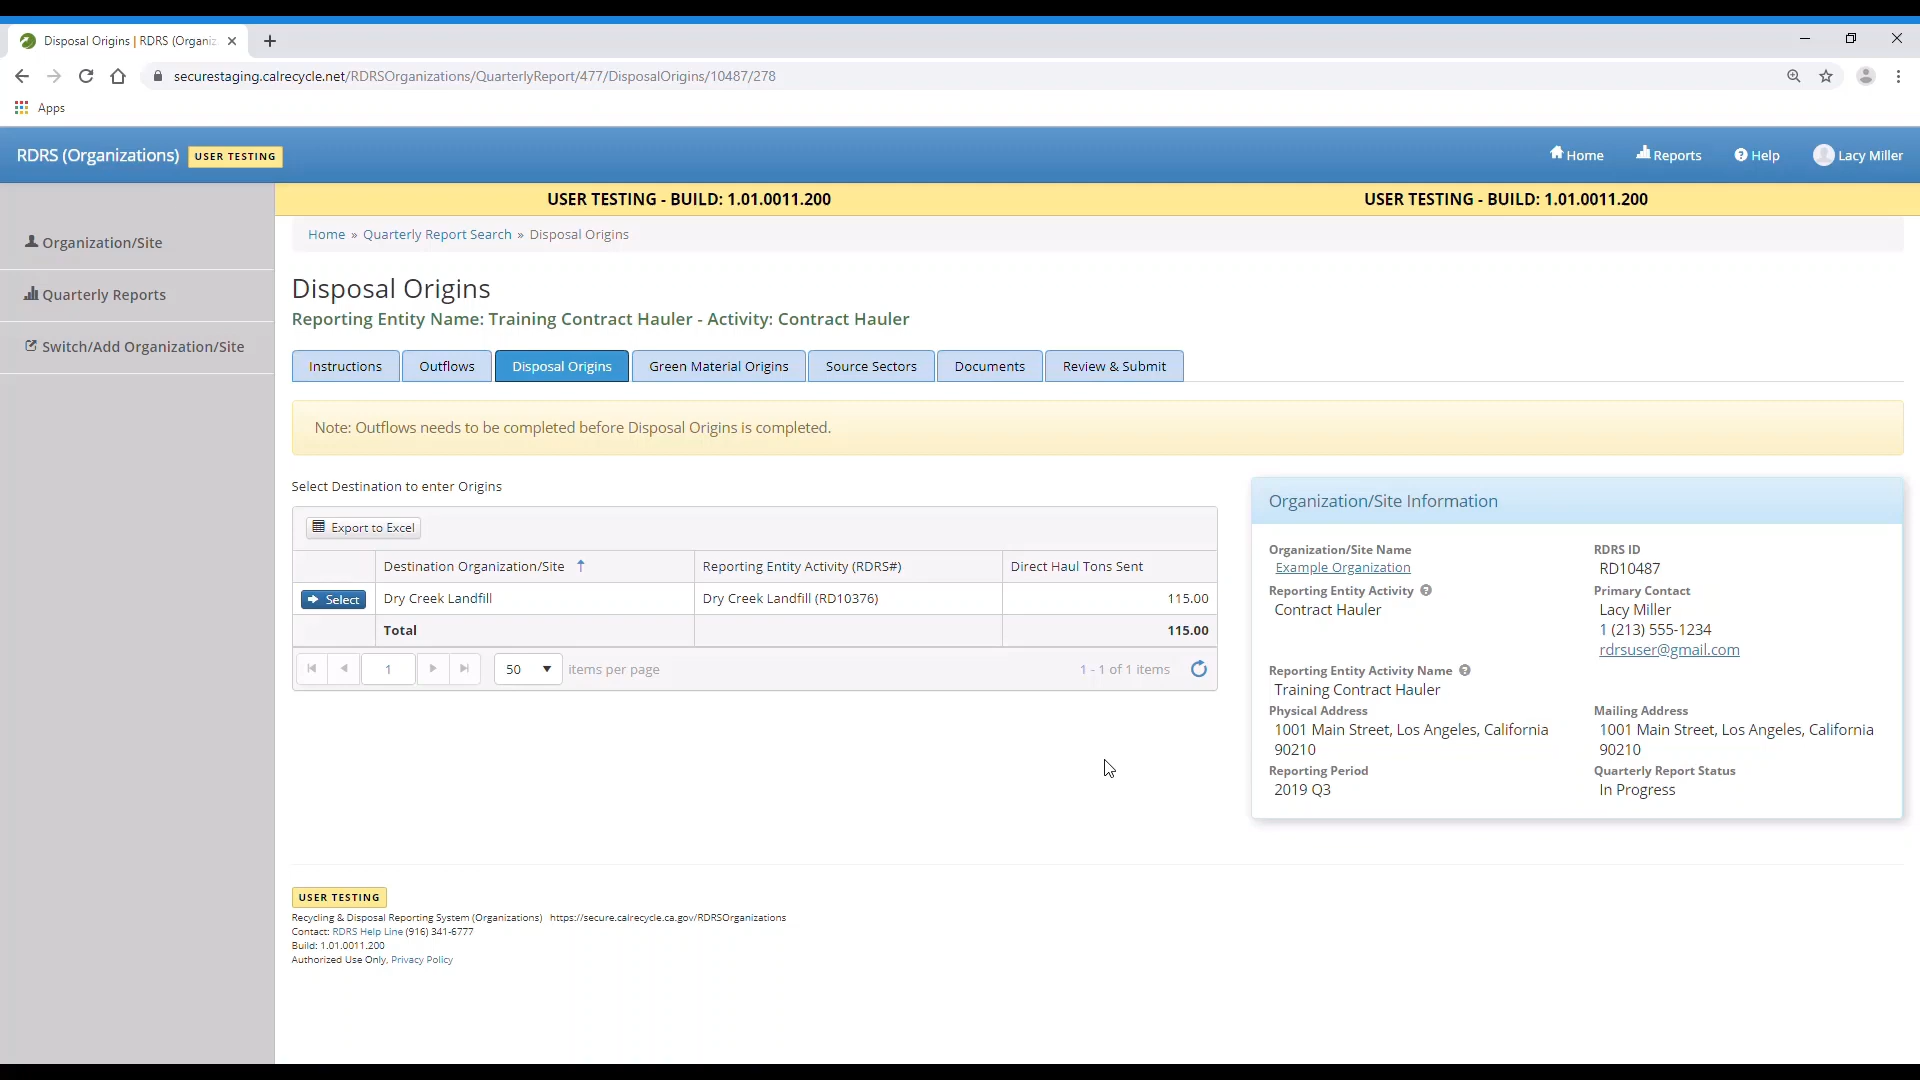 Disposal Origins | RDRS (Organiz
securestaging.calrecycle.net/RDRSOrganizations/QuarterlyReport/477/DisposalOrigins/10487/278
Apps
RDRS (Organizations) USER TESTING
Home Reports Help Lacy Miller
USER TESTING - BUILD: 1.01.0011.200 USER TESTING - BUILD: 1.01.0011.200
Organization/Site
Quarterly Reports
Switch/Add Organization/Site
Home » Quarterly Report Search » Disposal Origins
Disposal Origins
Reporting Entity Name: Training Contract Hauler - Activity: Contract Hauler
Instructions Outflows Disposal Origins Green Material Origins Source Sectors Documents Review & Submit
Note: Outflows needs to be completed before Disposal Origins is completed.
Select Destination to enter Origins
Export to Excel
Destination Organization/Site ↑ Reporting Entity Activity (RDRS#) Direct Haul Tons Sent
Select Dry Creek Landfill Dry Creek Landfill (RD10376) 115.00
Total 115.00
1 50 items per page 1 - 1 of 1 items
Organization/Site Information
Organization/Site Name
Example Organization
Reporting Entity Activity
Contract Hauler
Reporting Entity Activity Name
Training Contract Hauler
Physical Address
1001 Main Street, Los Angeles, California
90210
Reporting Period
2019 Q3
RDRS ID
RD10487
Primary Contact
Lacy Miller
1 (213) 555-1234
rdrsuser@gmail.com
Mailing Address
1001 Main Street, Los Angeles, California
90210
Quarterly Report Status
In Progress
USER TESTING
Recycling & Disposal Reporting System (Organizations) https://secure.calrecycle.ca.gov/RDRSOrganizations
Contact: RDRS Help Line (916) 341-6777
Build: 1.01.0011.200
Authorized Use Only, Privacy Policy